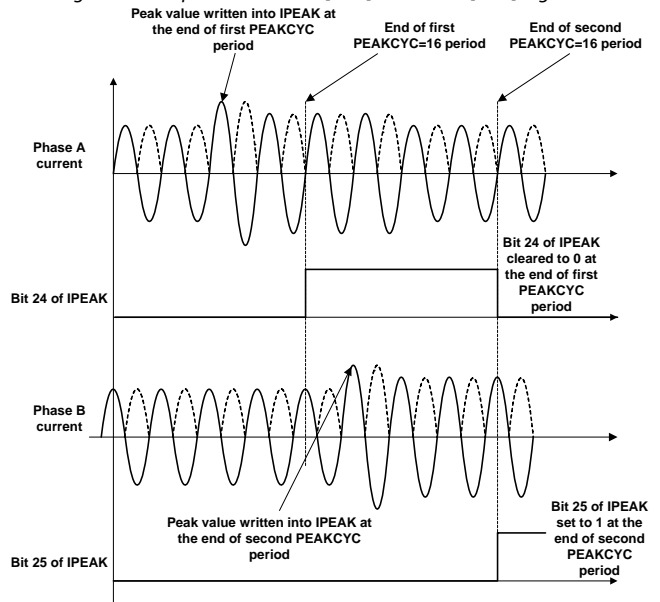 Peak value written into IPEAK at
the end of first PEAKCYC
period
End of first
PEAKCYC=16 period
End of second
PEAKCYC=16 period
Phase A
current
Bit 24 of IPEAK
cleared to 0 at
the end of first
PEAKCYC
period
Bit 24 of IPEAK
Phase B
current
Peak value written into IPEAK at
the end of second PEAKCYC
period
Bit 25 of IPEAK
set to 1 at the
end of second
PEAKCYC
period
Bit 25 of IPEAK